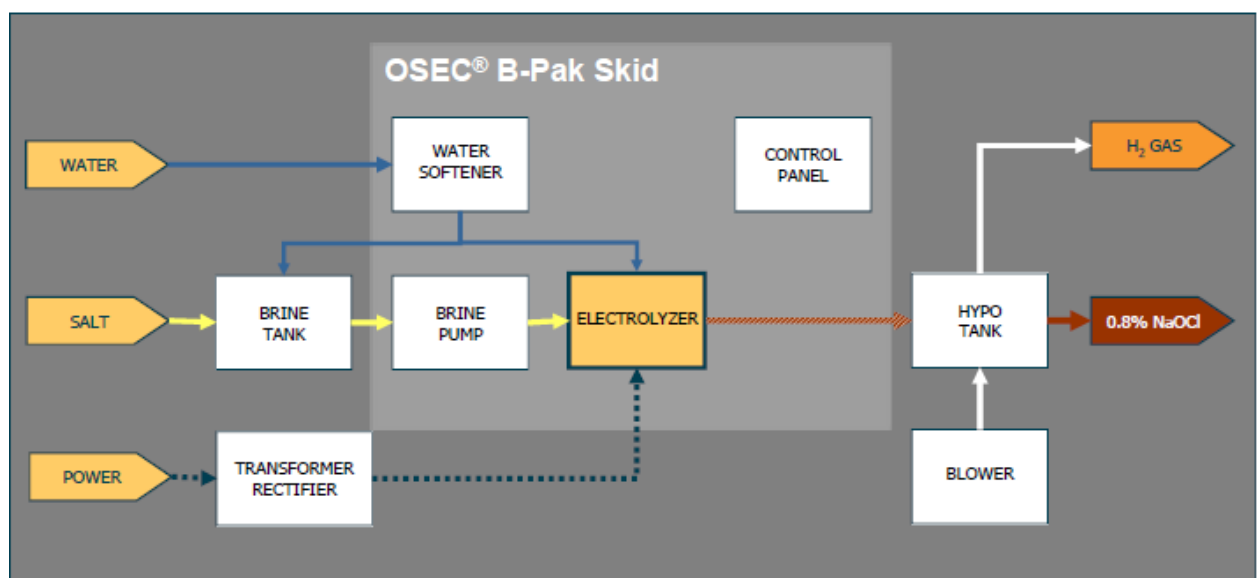 OSEC® B-Pak Skid
WATER
WATER
SOFTENER
CONTROL
PANEL
H₂ GAS
SALT
BRINE
TANK
BRINE
PUMP
ELECTROLYZER
HYPO
TANK
0.8% NaOCl
POWER
TRANSFORMER
RECTIFIER
BLOWER